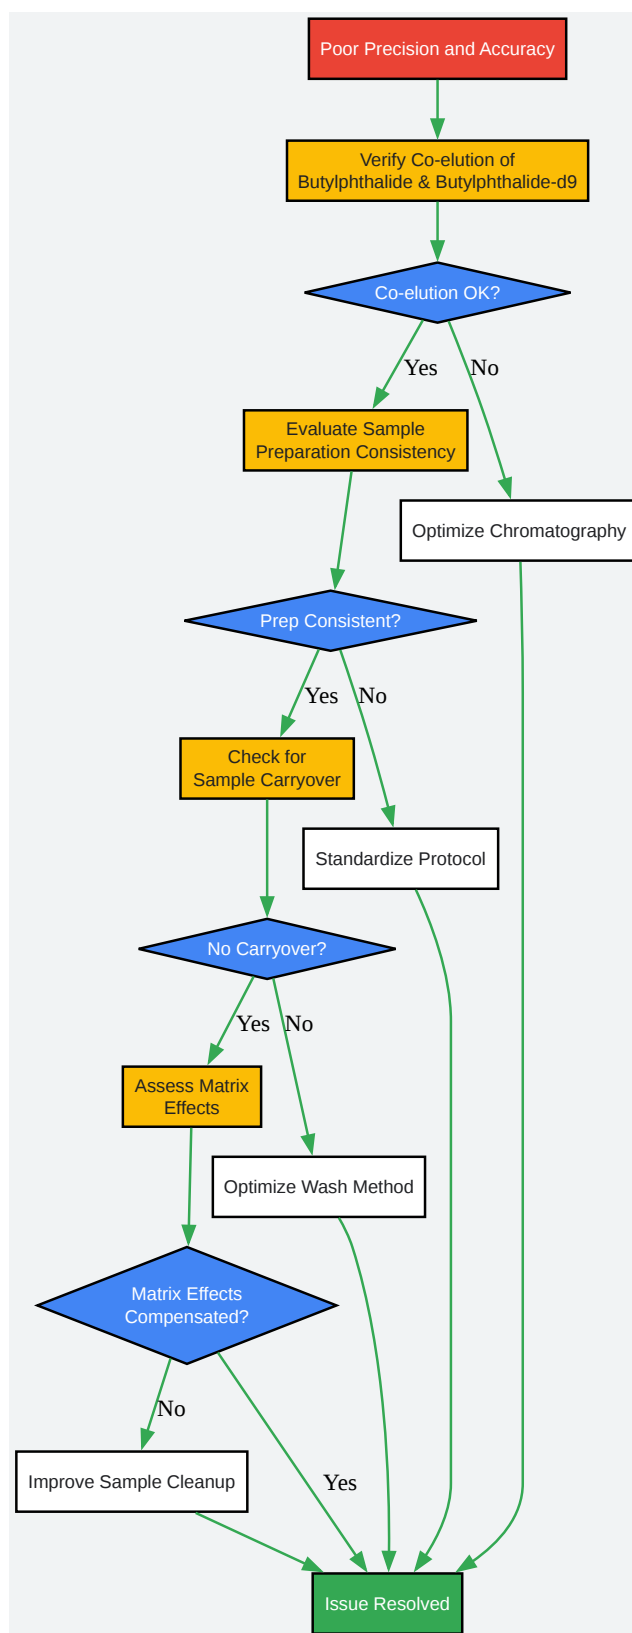 Poor Precision and Accuracy
Verify Co-elution of
Butylphthalide & Butylphthalide-d9
Co-elution OK?
Yes
No
Evaluate Sample
Preparation Consistency
Optimize Chromatography
Prep Consistent?
Yes
No
Check for
Sample Carryover
Standardize Protocol
No Carryover?
Yes
No
Assess Matrix
Effects
Optimize Wash Method
Matrix Effects
Compensated?
No
Improve Sample Cleanup
Yes
Issue Resolved